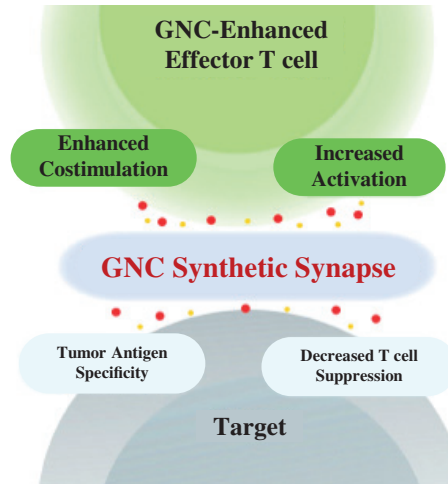 GNC-Enhanced
Effector T cell
Enhanced
Costimulation
Increased
Activation
GNC Synthetic Synapse
Tumor Antigen
Specificity
Decreased T cell
Suppression
Target